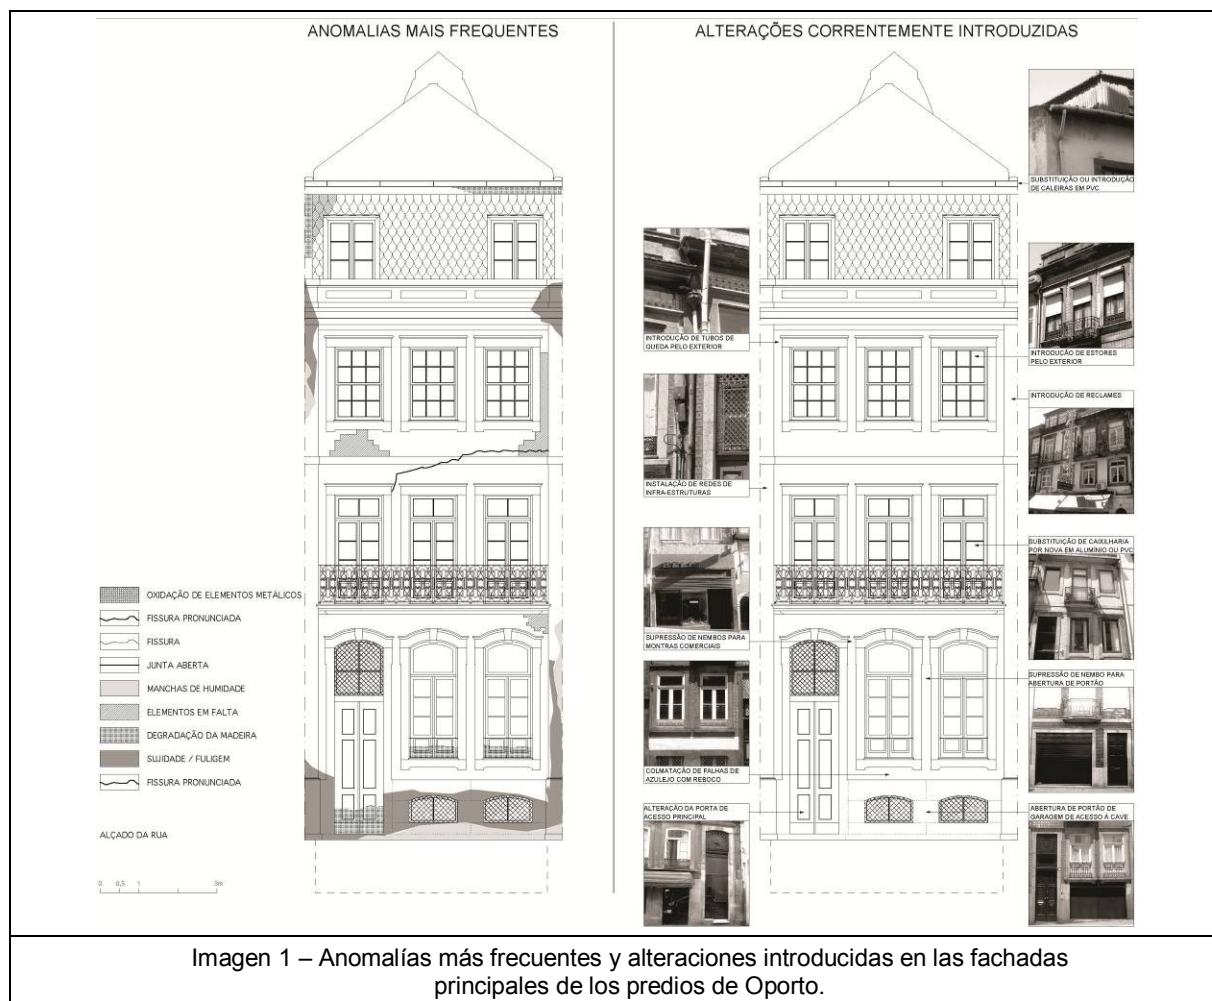 ANOMALIAS MAIS FREQUENTES
OXIDAÇÃO DE ELEMENTOS METÁLICOS
FISSURA PRONUNCIADA
FISSURA
JUNTA ABERTA
MANCHAS DE HUMIDADE
ELEMENTOS EM FALTA
DEGRADAÇÃO DA MADEIRA
SUJIDADE / FULIGEM
FISSURA PRONUNCIADA
ALÇADO DA RUA
0 0,5 1 3m
ALTERAÇÕES CORRENTEMENTE INTRODUZIDAS
INTRODUÇÃO DE TUBOS DE
QUEDA PELO EXTERIOR
INSTALAÇÃO DE REDES DE
INFRA-ESTRUTURAS
SUPRESSÃO DE NEMBOS PARA
MONTRAS COMERCIAIS
COLMATAÇÃO DE FALHAS DE
AZULEJO COM REBOCO
ALTERAÇÃO DA PORTA DE
ACESSO PRINCIPAL
SUBSTITUIÇÃO OU INTRODUÇÃO
DE CALEIRAS EM PVC
INTRODUÇÃO DE ESTORES
PELO EXTERIOR
INTRODUÇÃO DE RECLAMES
SUBSTITUIÇÃO DE CAIXILHARIA
POR NOVA EM ALUMÍNIO OU PVC
SUPRESSÃO DE NEMBO PARA
ABERTURA DE PORTÃO
ABERTURA DE PORTÃO DE
GARAGEM DE ACESSO À CAVE
Imagen 1 – Anomalías más frecuentes y alteraciones introducidas en las fachadas
principales de los predios de Oporto.